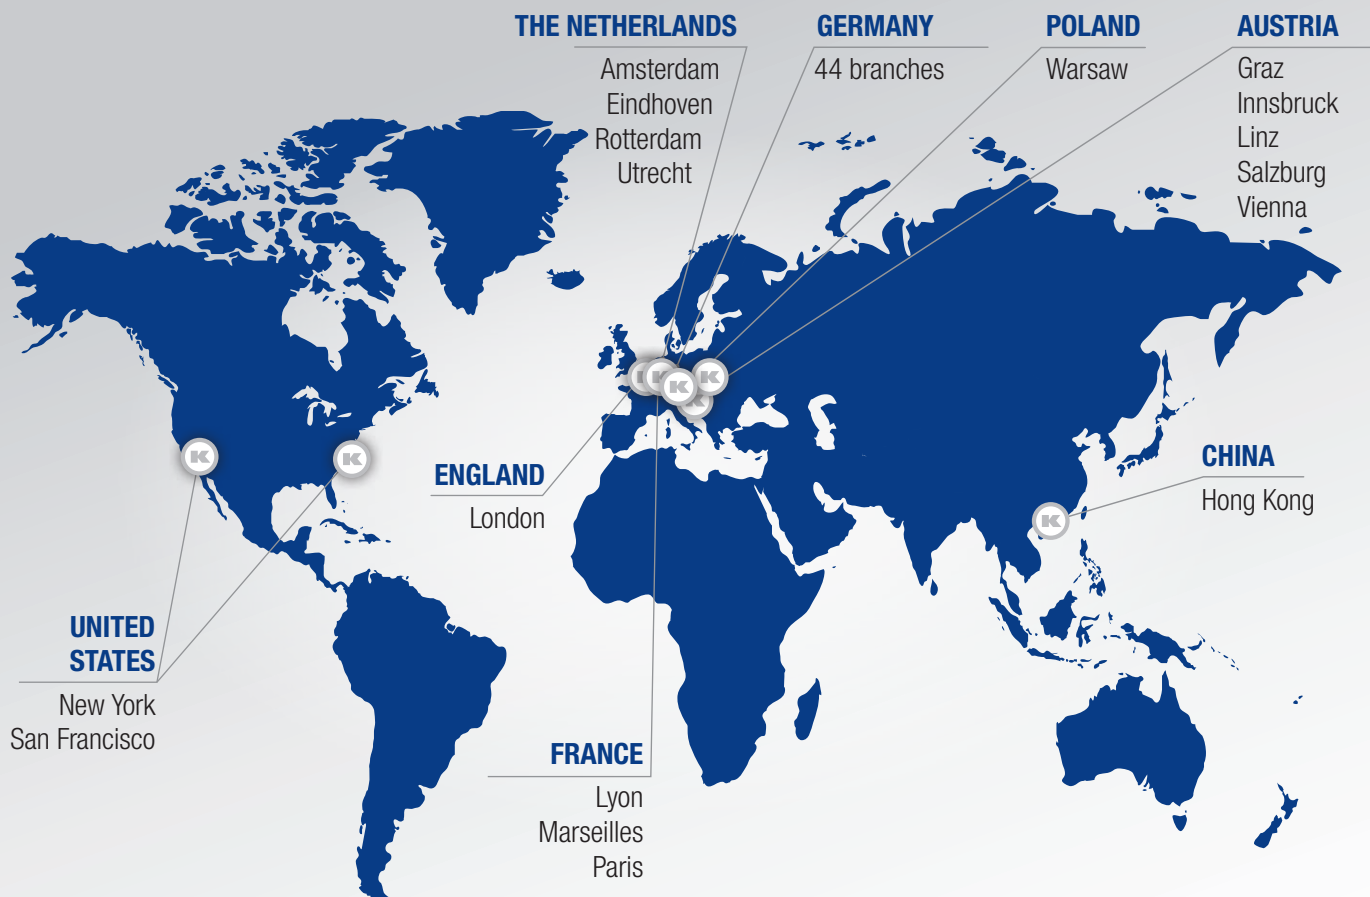 THE NETHERLANDS
Amsterdam
Eindhoven
Rotterdam
Utrecht
GERMANY
44 branches
POLAND
Warsaw
AUSTRIA
Graz
Innsbruck
Linz
Salzburg
Vienna
K
K
K
K
K
K
K
K
ENGLAND
London
CHINA
Hong Kong
UNITED
STATES
New York
San Francisco
FRANCE
Lyon
Marseilles
Paris